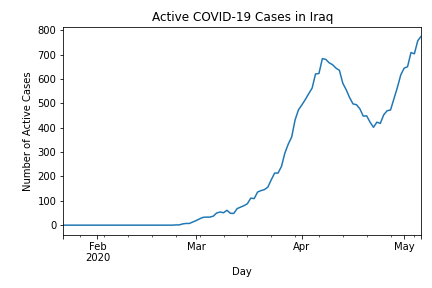 Active COVID-19 Cases in Iraq
Number of Active Cases
800
700
600
500
400
300
200
100
0
Feb Mar Apr May
2020
Day